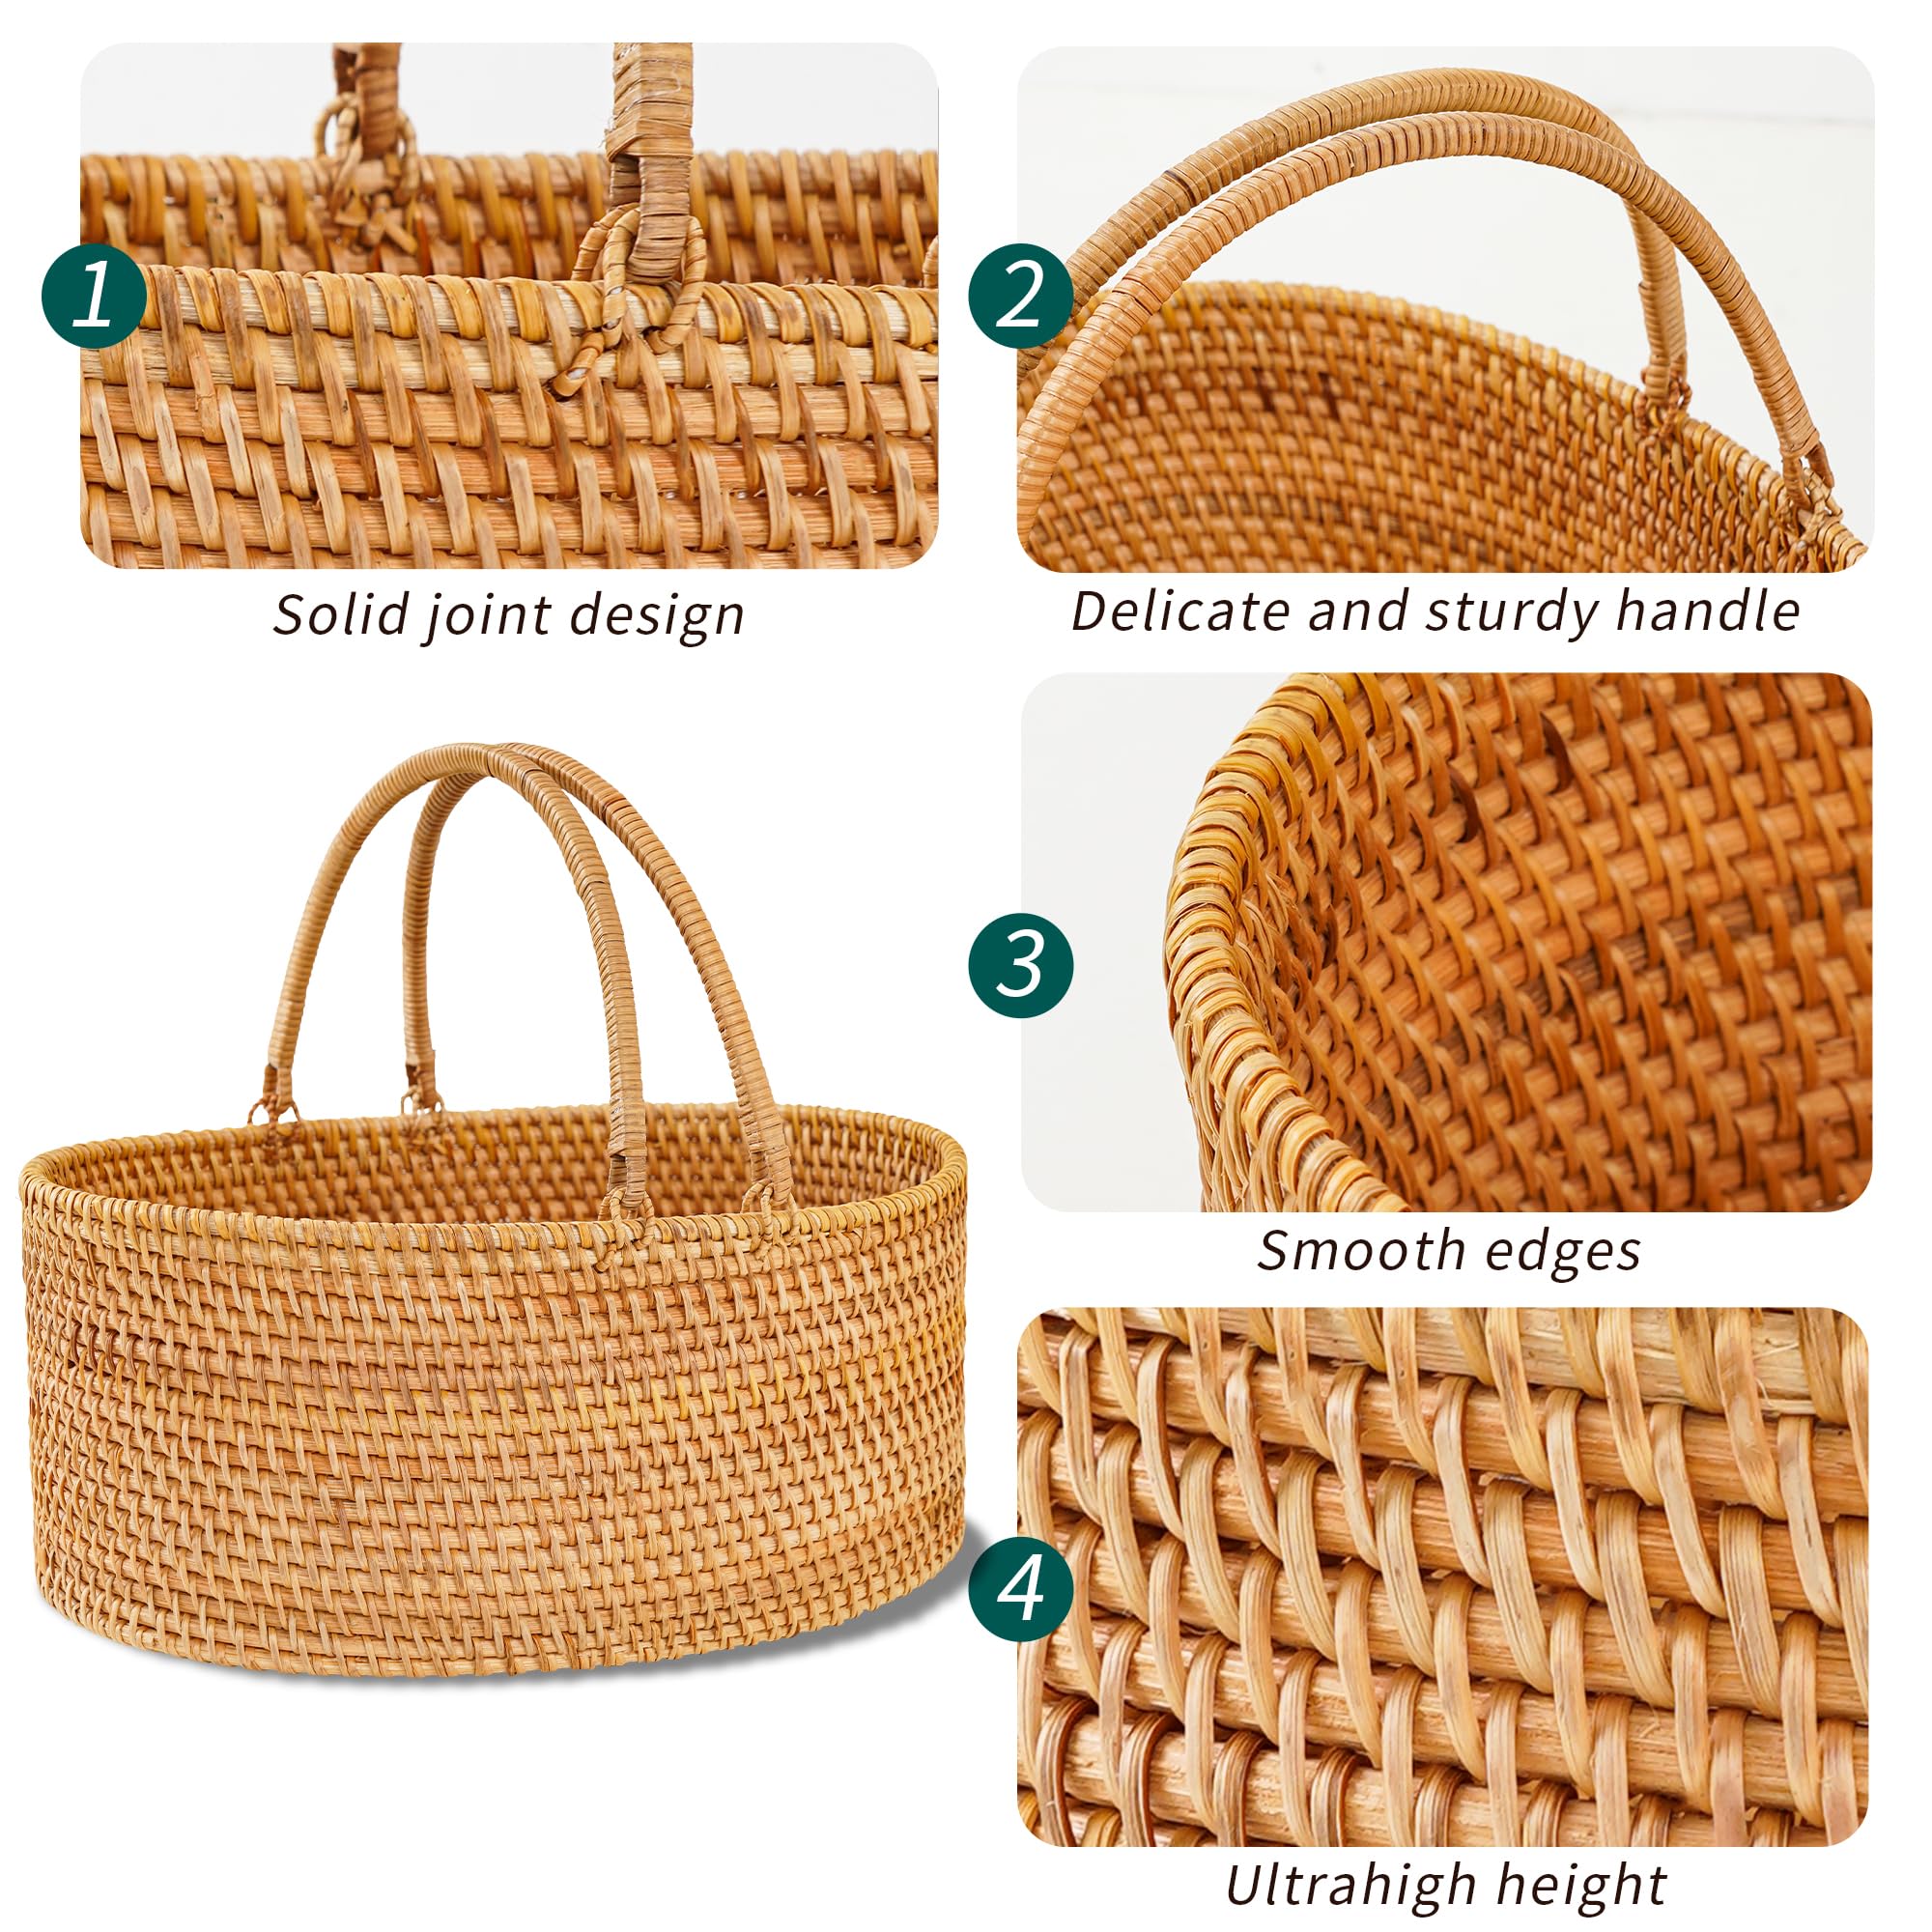 1
Solid joint design
2
Delicate and sturdy handle
3
Smooth edges
4
Ultrahigh height